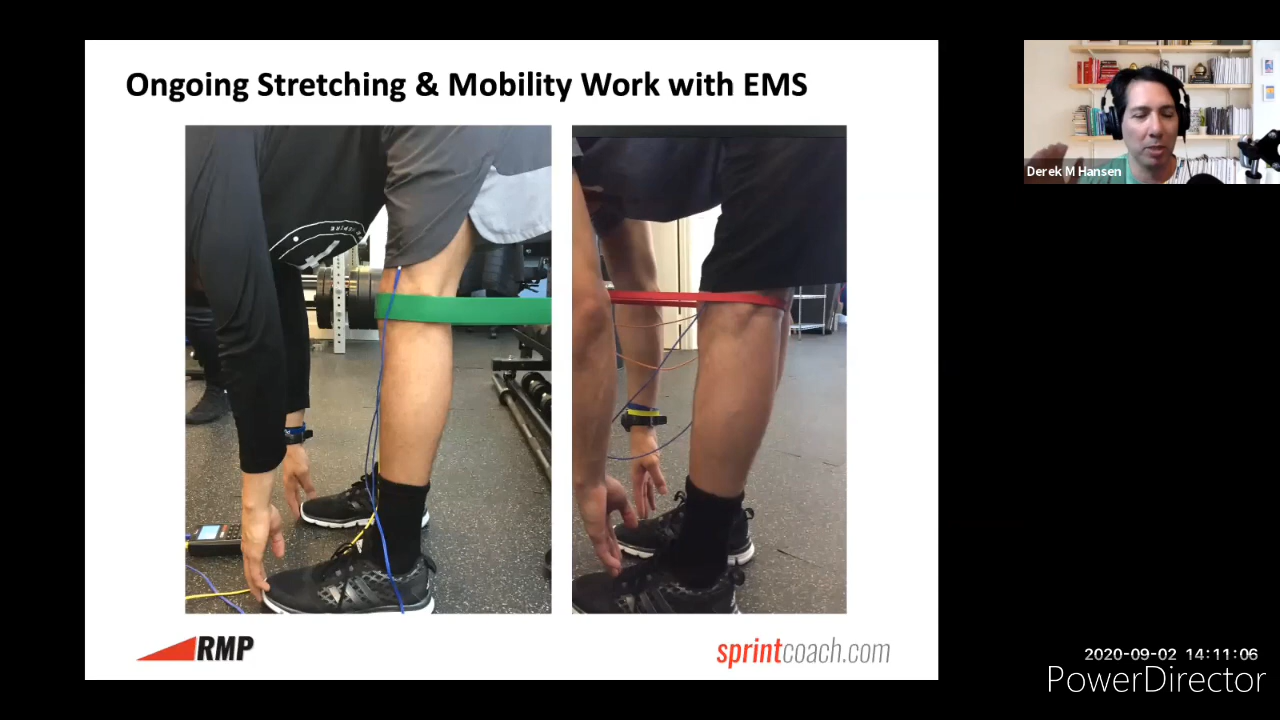 Ongoing Stretching & Mobility Work with EMS
Derek M Hansen
RMP
sprintcoach.com
2020-09-02 14:11:06
PowerDirector